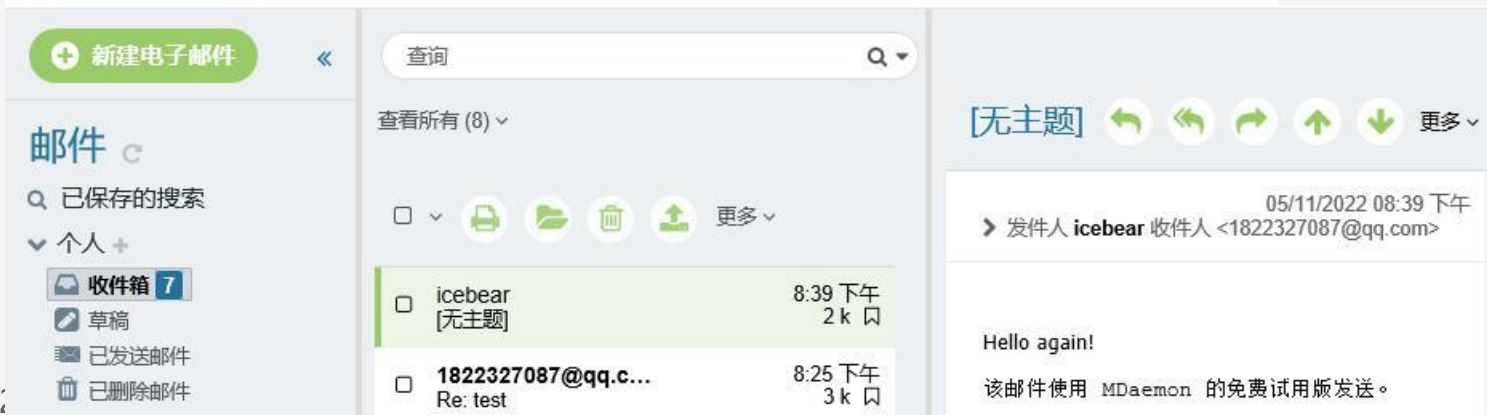 新建电子邮件
邮件
已保存的搜索
个人
收件箱 7
草稿
已发送邮件
已删除邮件
查询
查看所有 (8)
更多
icebear 8:39 下午
[无主题] 2 k
1822327087@qq.c... 8:25 下午
Re: test 3 k
[无主题] 更多
05/11/2022 08:39 下午
发件人 icebear 收件人 <1822327087@qq.com>
Hello again!
该邮件使用 MDaemon 的免费试用版发送。